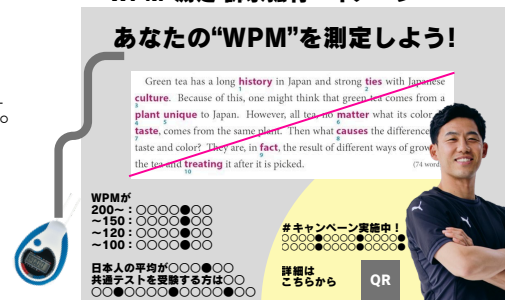 あなたの“WPM”を測定しよう!
Green tea has a long history in Japan and strong ties with Japanese
culture. Because of this, one might think that green tea comes from a
plant unique to Japan. However, all tea, no matter what its color
taste, comes from the same plant. Then what causes the difference
taste and color? They are, in fact, the result of different ways of
the tea and treating it after it is picked. (74
WPMが
200〜:○○○○●○○
〜150:○○○○●○○
〜120:○○○○●○○
〜100:○○○○●○○
#キャンペーン実施中!
○○○○●○○○○●○○○○●
○○○○●○○○○●○○○○●
日本人の平均が○○○●○○
共通テストを受験する方は○○
○○●○○○○●○○○○●○○
詳細は
こちらから
QR